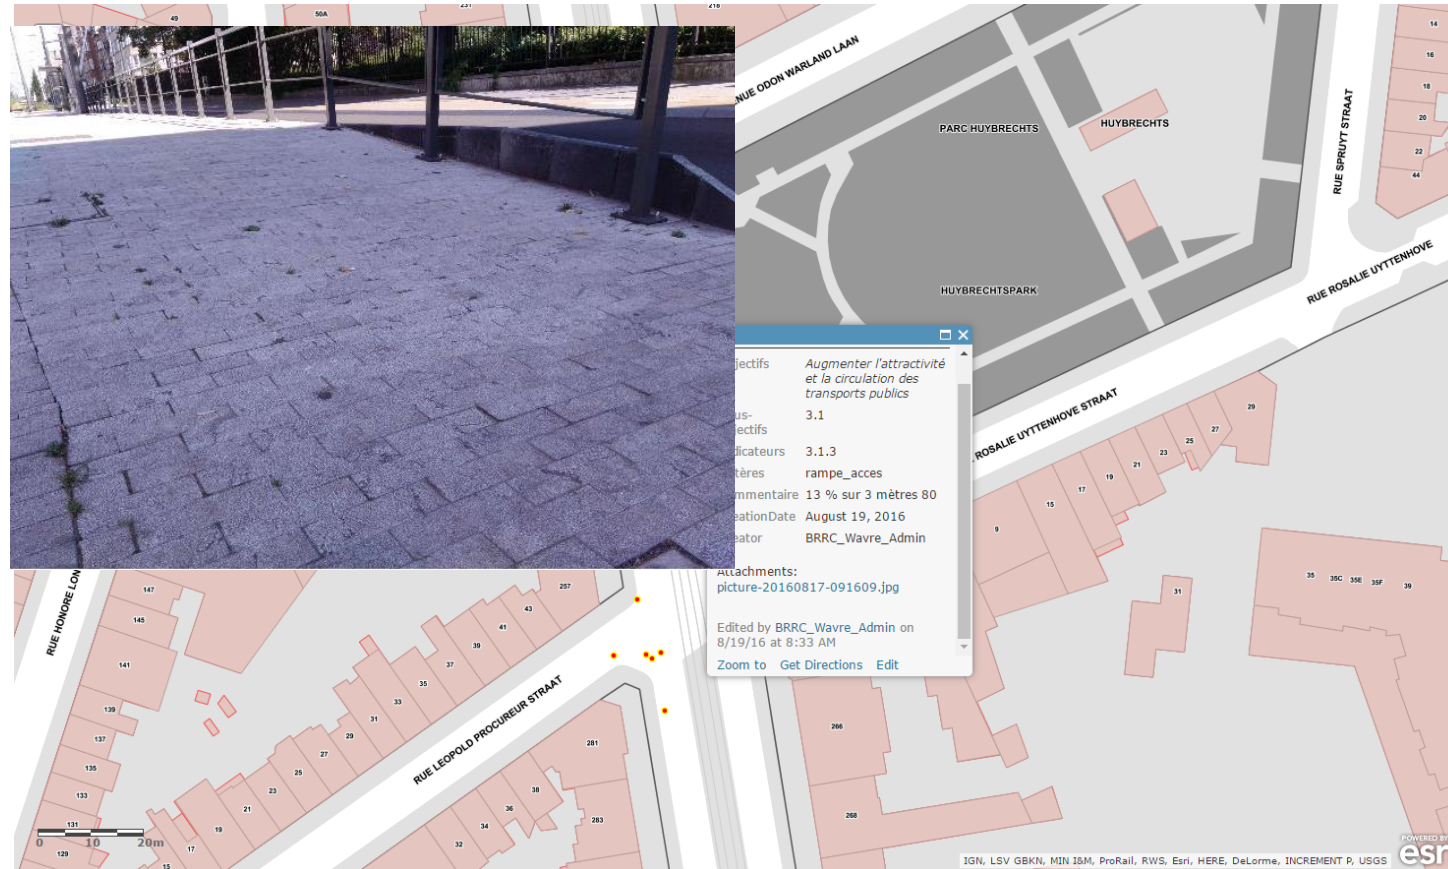 49
50A
231
218
14
16
18
20
22
44
NUE ODON WARLAND LAAN
PARC HUYBRECHTS
HUYBRECHTS
RUE SPRUYT STRAAT
HUYBRECHTSPARK
RUE ROSALIE UYTTENHOVE
ROSALIE UYTTENHOVE STRAAT
29
27
25
23
21
19
17
15
9
jectifs Augmenter l'attractivité
et la circulation des
transports publics
us- 3.1
jectifs
dicateurs 3.1.3
tères rampe_acces
mmentaire 13 % sur 3 mètres 80
eationDate August 19, 2016
eator BRRC_Wavre_Admin
Attachments:
picture-20160817-091609.jpg
Edited by BRRC_Wavre_Admin on
8/19/16 at 8:33 AM
Zoom to Get Directions Edit
35 35C 35E 35F 39
31
266
268
RUE HONORE LON
147
145
141
139
137
135
133
131
129
257
43
41
39
37
35
33
31
29
27
25
23
21
19
17
15
RUE LEOPOLD PROCUREUR STRAAT
281
283
38
36
34
32
0 10 20m
IGN, LSV GBKN, MIN I&M, ProRail, RWS, Esri, HERE, DeLorme, INCREMENT P, USGS
POWERED BY
esri